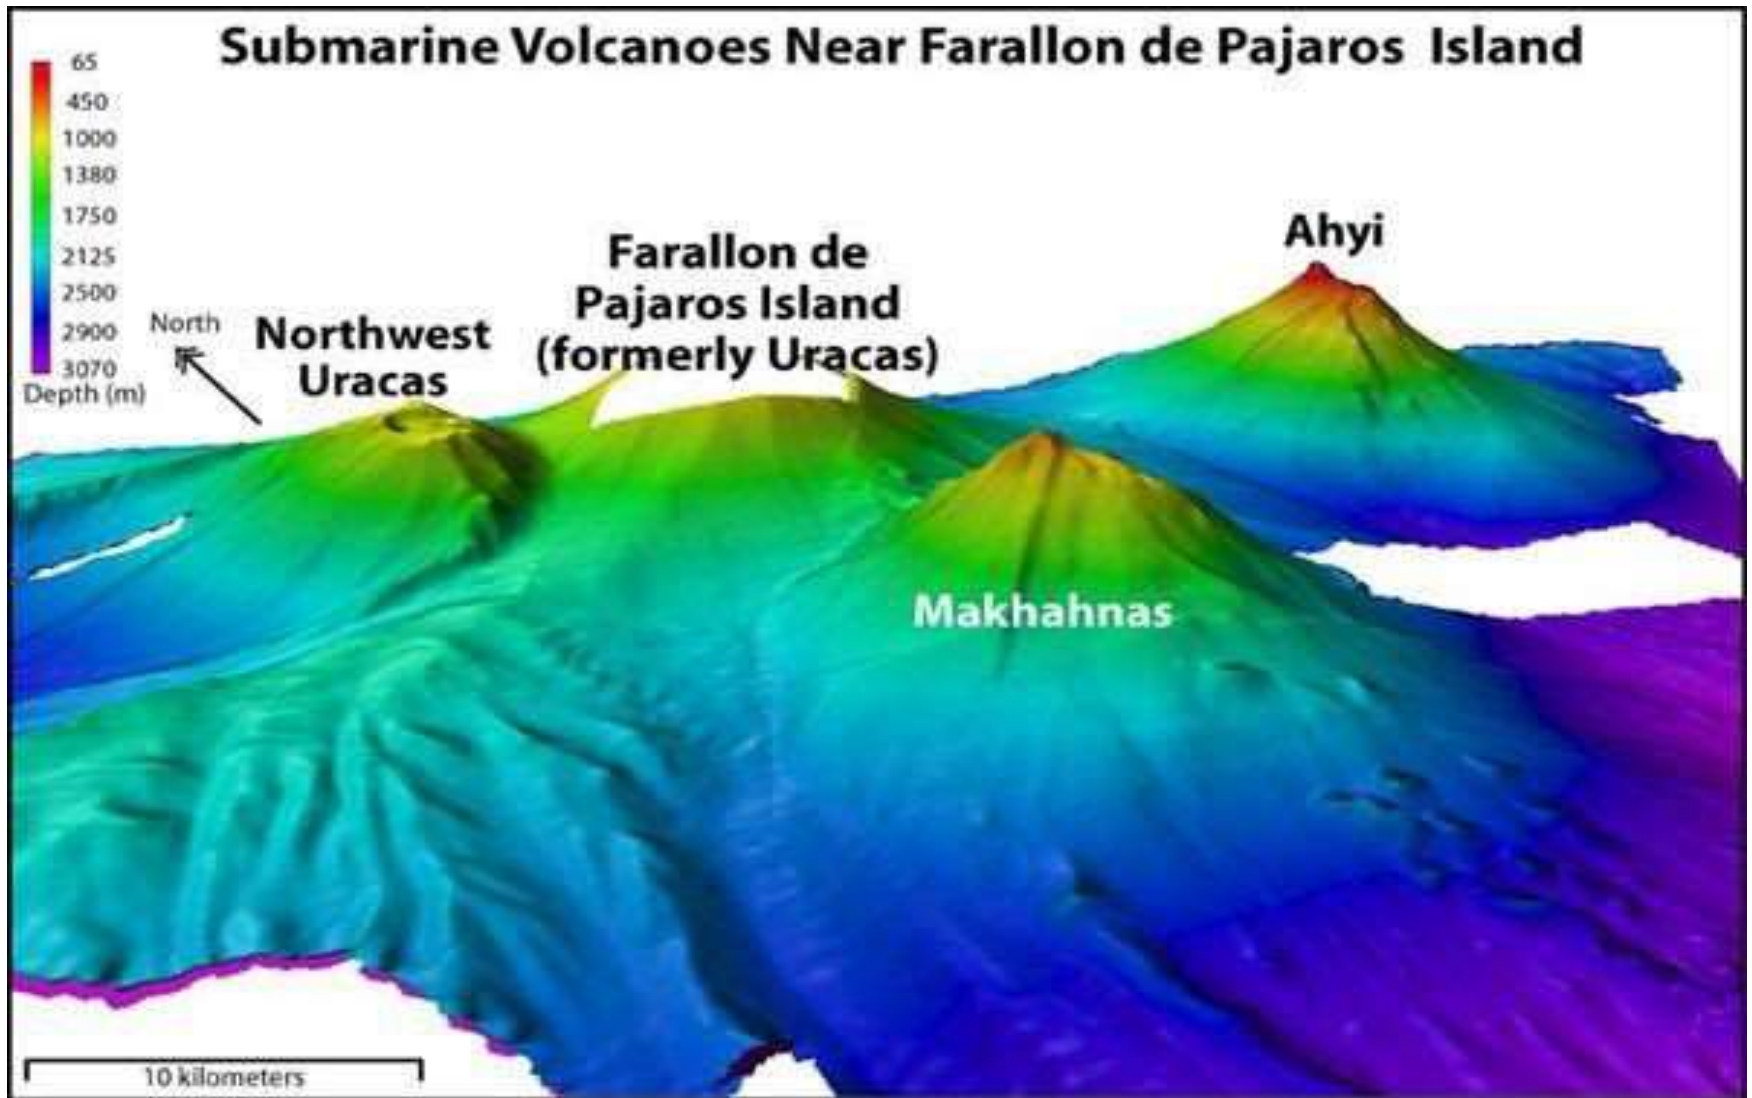 Submarine Volcanoes Near Farallon de Pajaros Island
65
450
1000
1380
1750
2125
2500
2900
3070
Depth (m)
North
Northwest
Uracas
Farallon de
Pajaros Island
(formerly Uracas)
Ahyi
Makhahnas
10 kilometers